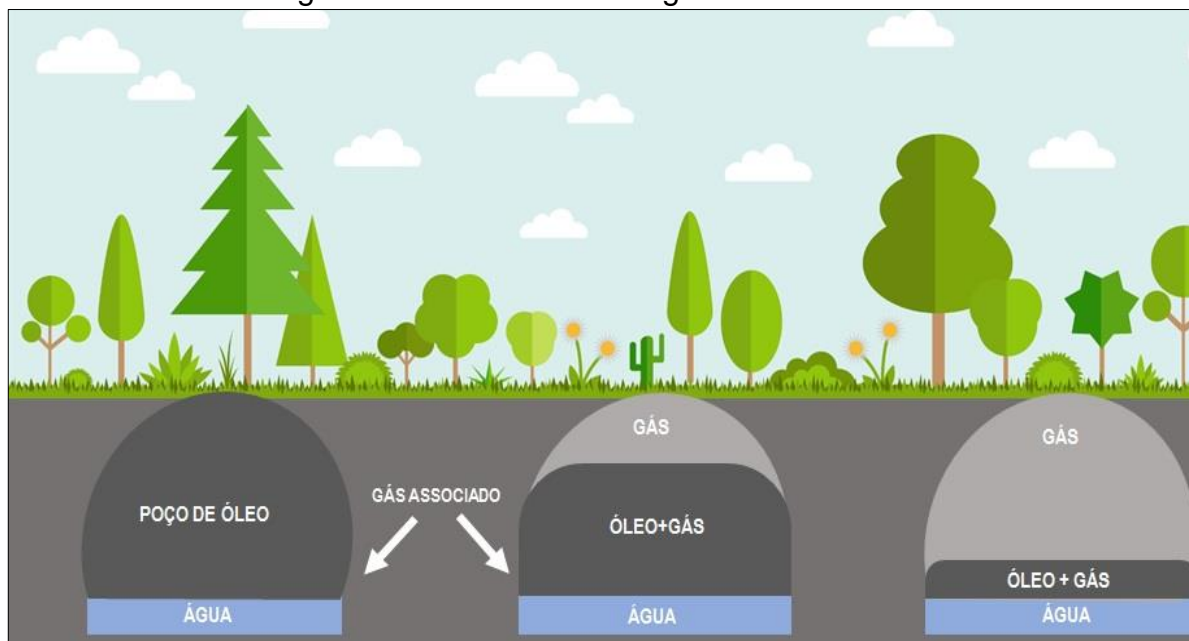 GÁS
GÁS
GÁS ASSOCIADO
POÇO DE ÓLEO
ÓLEO+GÁS
ÓLEO + GÁS
ÁGUA
ÁGUA
ÁGUA